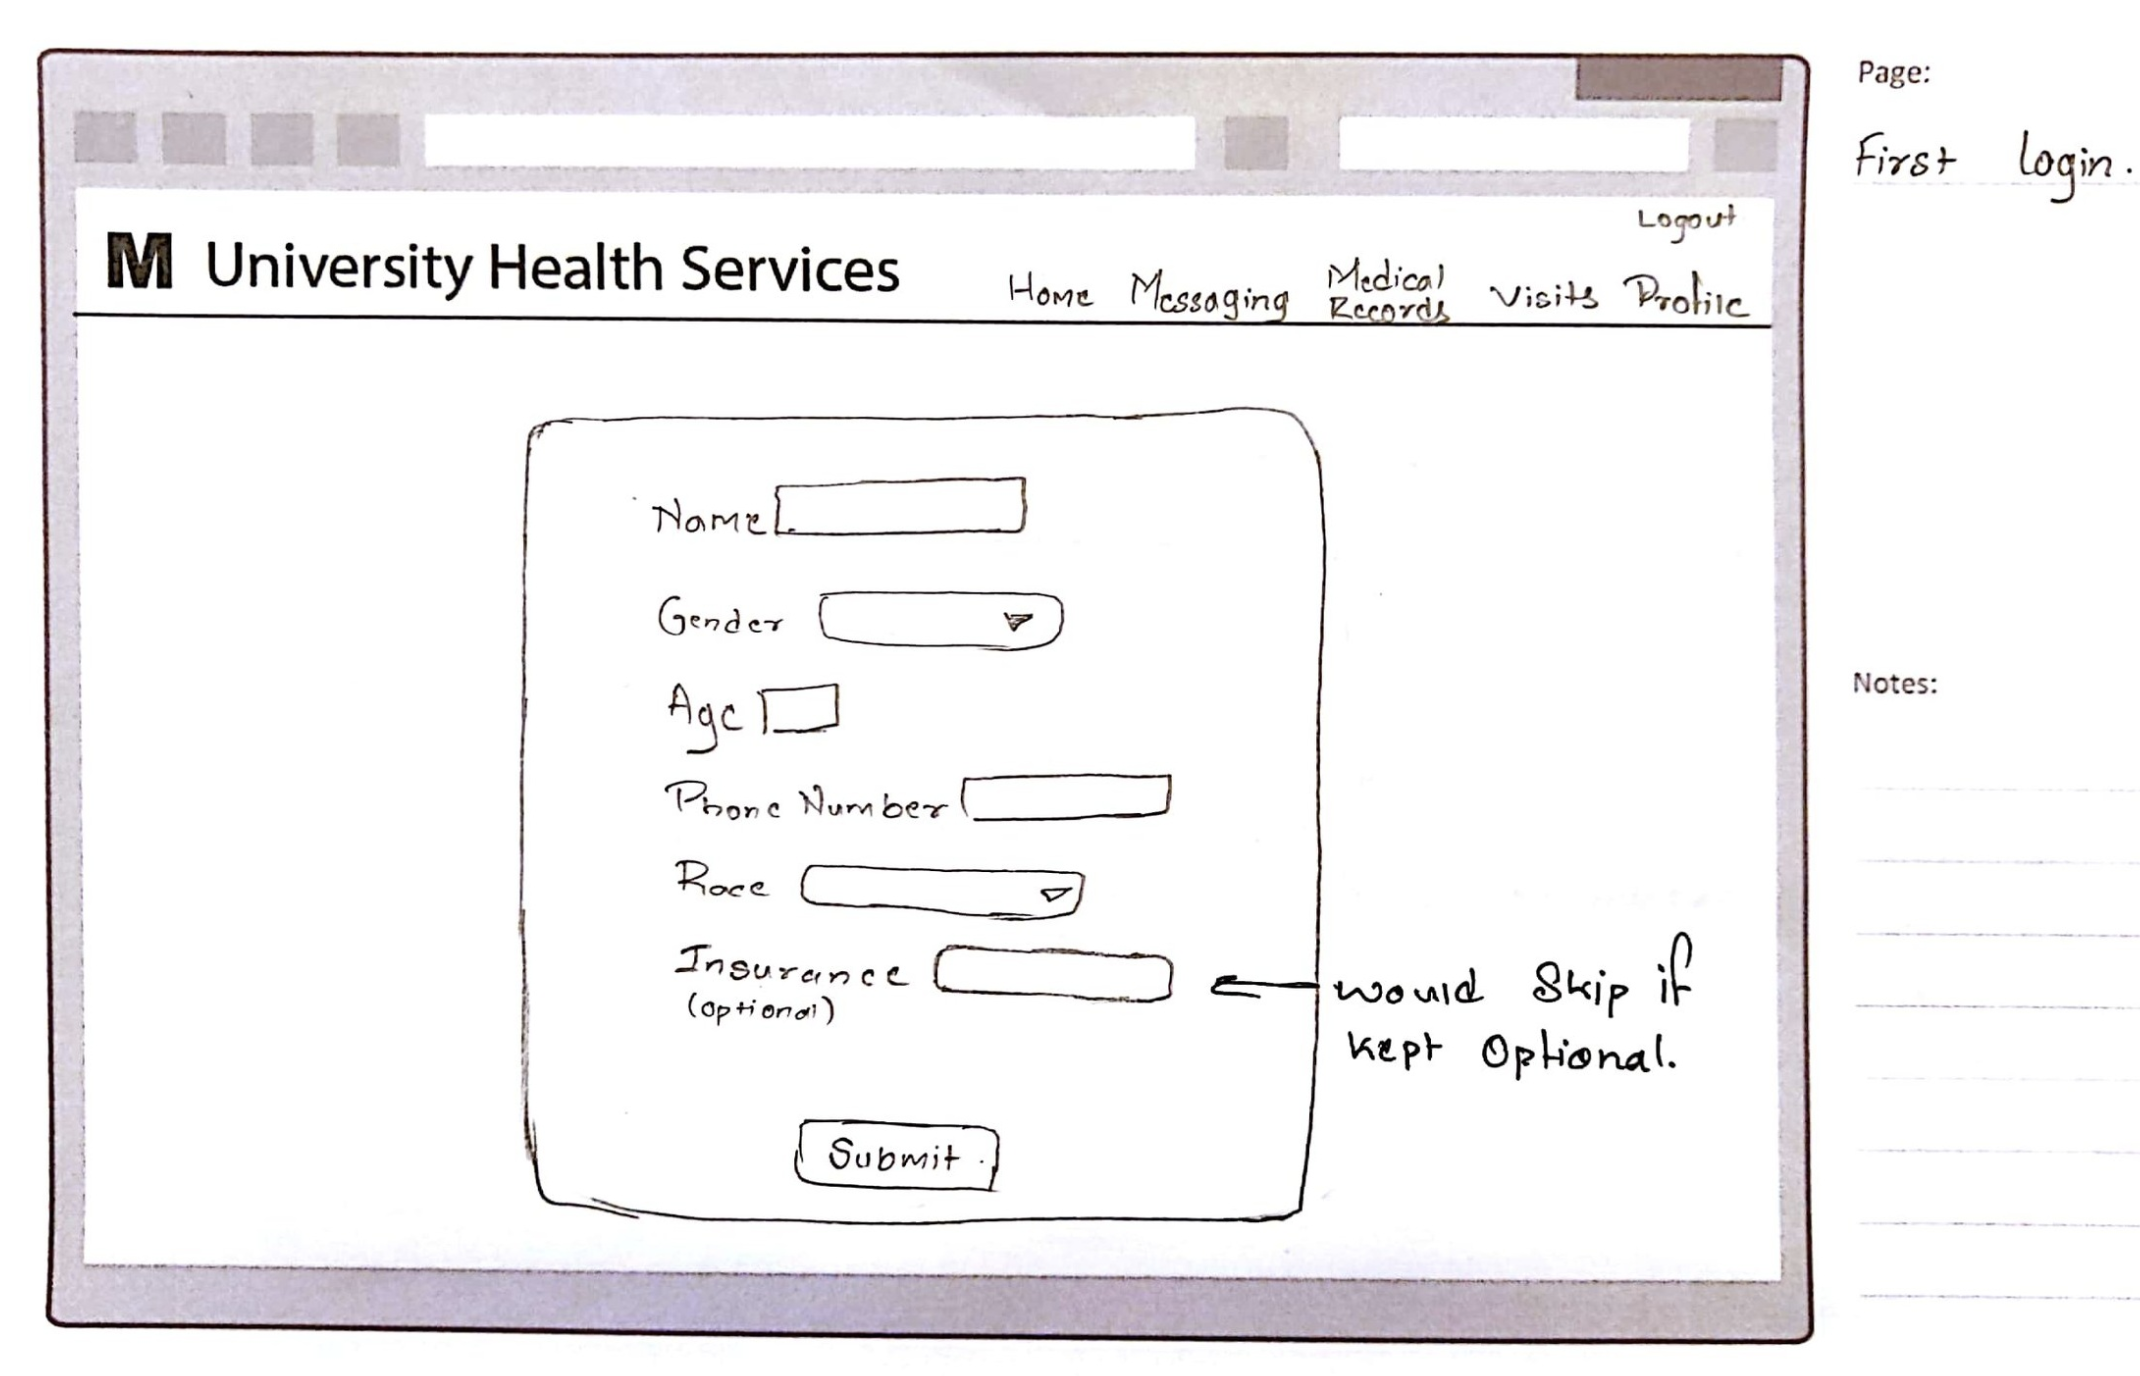 Page:
First login.
Logout
M University Health Services
Home Messaging Medical Records Visits Profile
Name
Gender
Age
Phone Number
Race
Insurance
(optional)
would Skip if
kept Optional.
Submit
Notes: